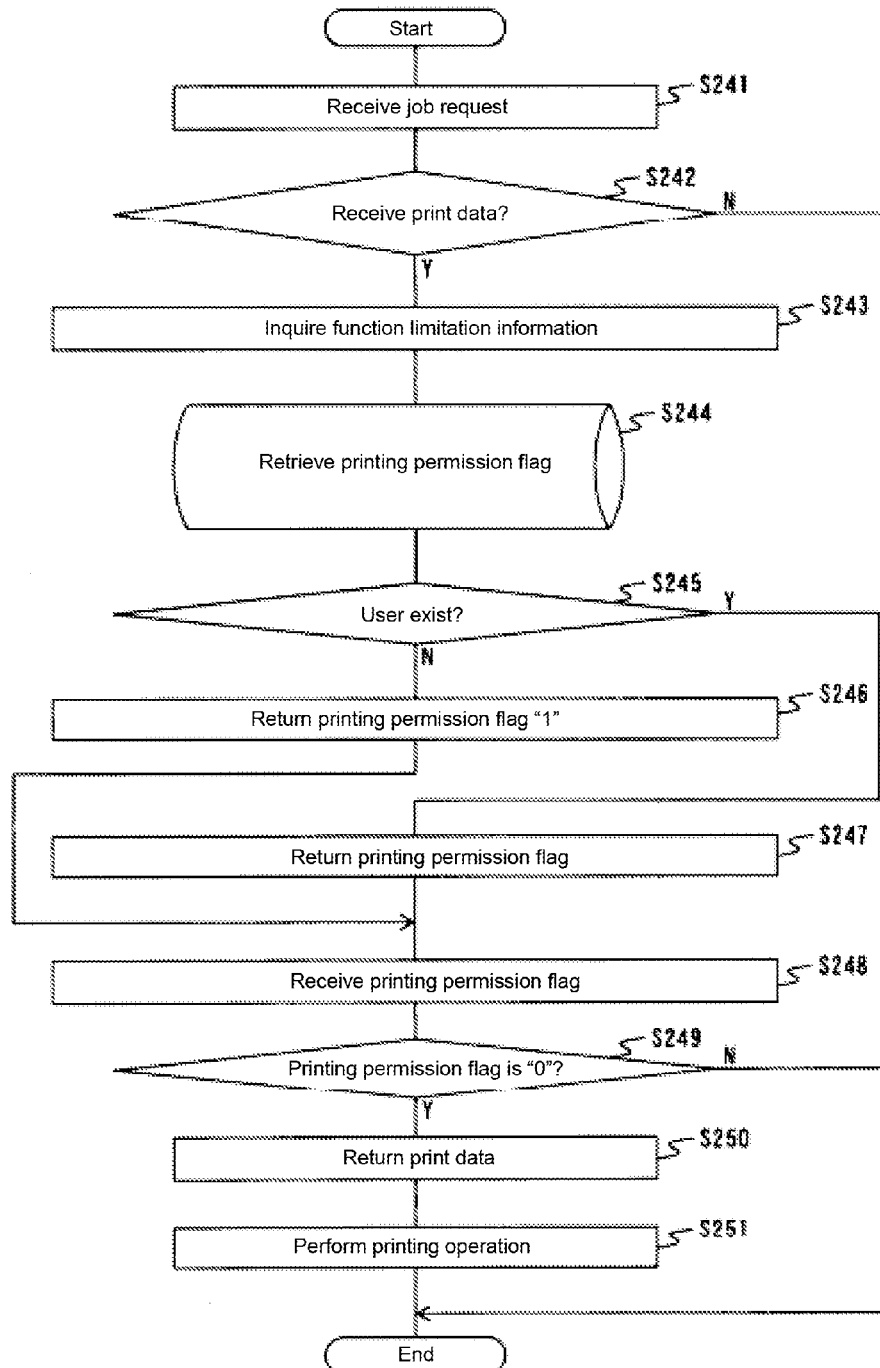 Start
S241
Receive job request
S242
Receive print data?
N
Y
S243
Inquire function limitation information
S244
Retrieve printing permission flag
S245
User exist?
Y
N
S246
Return printing permission flag “1”
S247
Return printing permission flag
S248
Receive printing permission flag
S249
Printing permission flag is “0”?
N
Y
S250
Return print data
S251
Perform printing operation
End